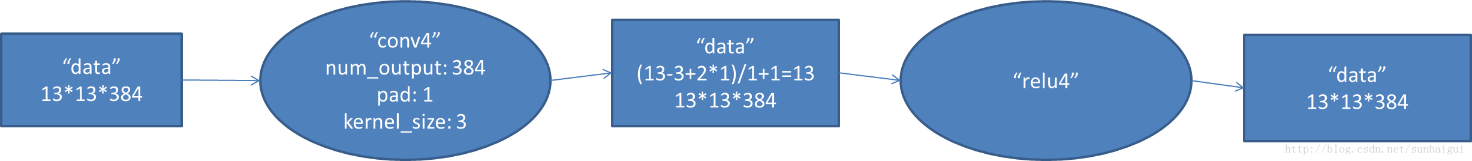 “data”
13*13*384
“conv4”
num_output: 384
pad: 1
kernel_size: 3
“data”
(13-3+2*1)/1+1=13
13*13*384
“relu4”
“data”
13*13*384
http://blog.csdn.net/sunbaigui